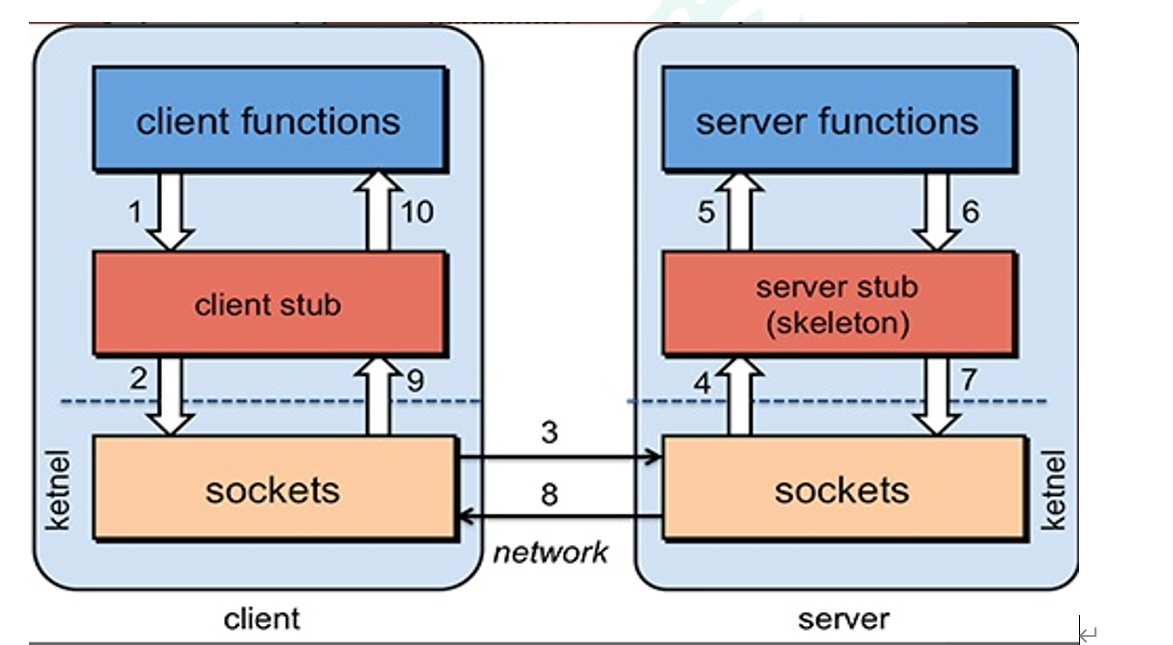 client functions
server functions
1
10
5
6
client stub
server stub
(skeleton)
2
9
4
7
3
ketnel
sockets
8
sockets
ketnel
network
client
server
↵